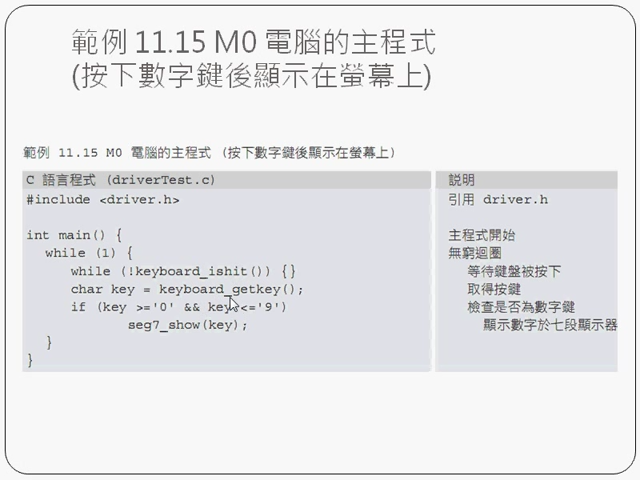 範例 11.15 M0 電腦的主程式
(按下數字鍵後顯示在螢幕上)
範例 11.15 M0 電腦的主程式 (按下數字鍵後顯示在螢幕上)
C 語言程式 (driverTest.c) 說明
#include <driver.h> 引用 driver.h
int main() { 主程式開始
while (1) { 無窮迴圈
while (!keyboard_ishit()) {} 等待鍵盤被按下
char key = keyboard_getkey(); 取得按鍵
if (key >='0' && key<='9') 檢查是否為數字鍵
seg7_show(key); 顯示數字於七段顯示器
}
}